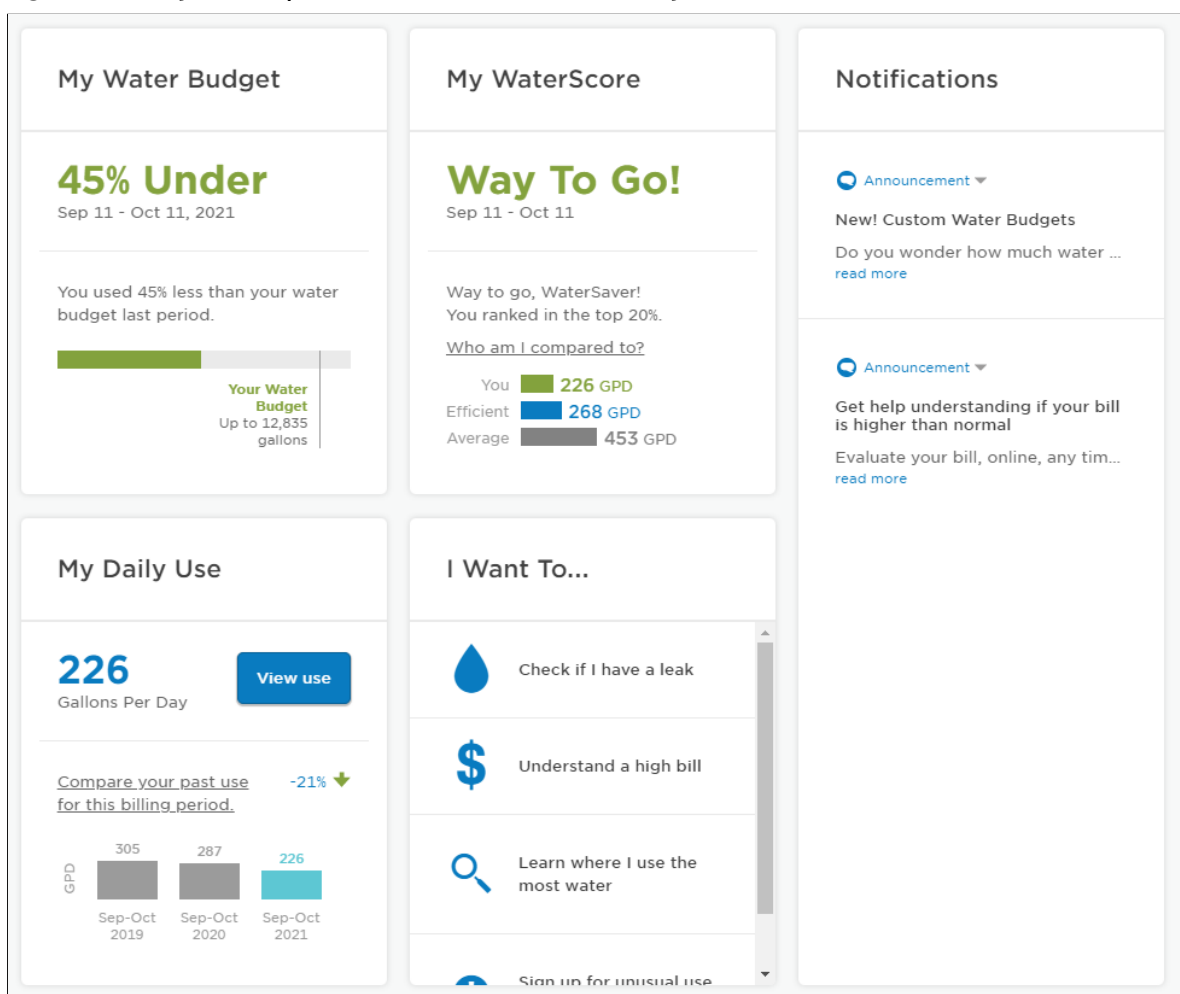 My Water Budget
45% Under
Sep 11 - Oct 11, 2021
You used 45% less than your water
budget last period.
Your Water
Budget
Up to 12,835
gallons
My WaterScore
Way To Go!
Sep 11 - Oct 11
Way to go, WaterSaver!
You ranked in the top 20%.
Who am I compared to?
You 226 GPD
Efficient 268 GPD
Average 453 GPD
Notifications
Announcement
New! Custom Water Budgets
Do you wonder how much water ...
read more
Announcement
Get help understanding if your bill
is higher than normal
Evaluate your bill, online, any tim...
read more
My Daily Use
226
Gallons Per Day
View use
Compare your past use
for this billing period.
-21%
GPD
305 287 226
Sep-Oct Sep-Oct Sep-Oct
2019 2020 2021
I Want To...
Check if I have a leak
$
Understand a high bill
Learn where I use the
most water
Sign up for unusual use